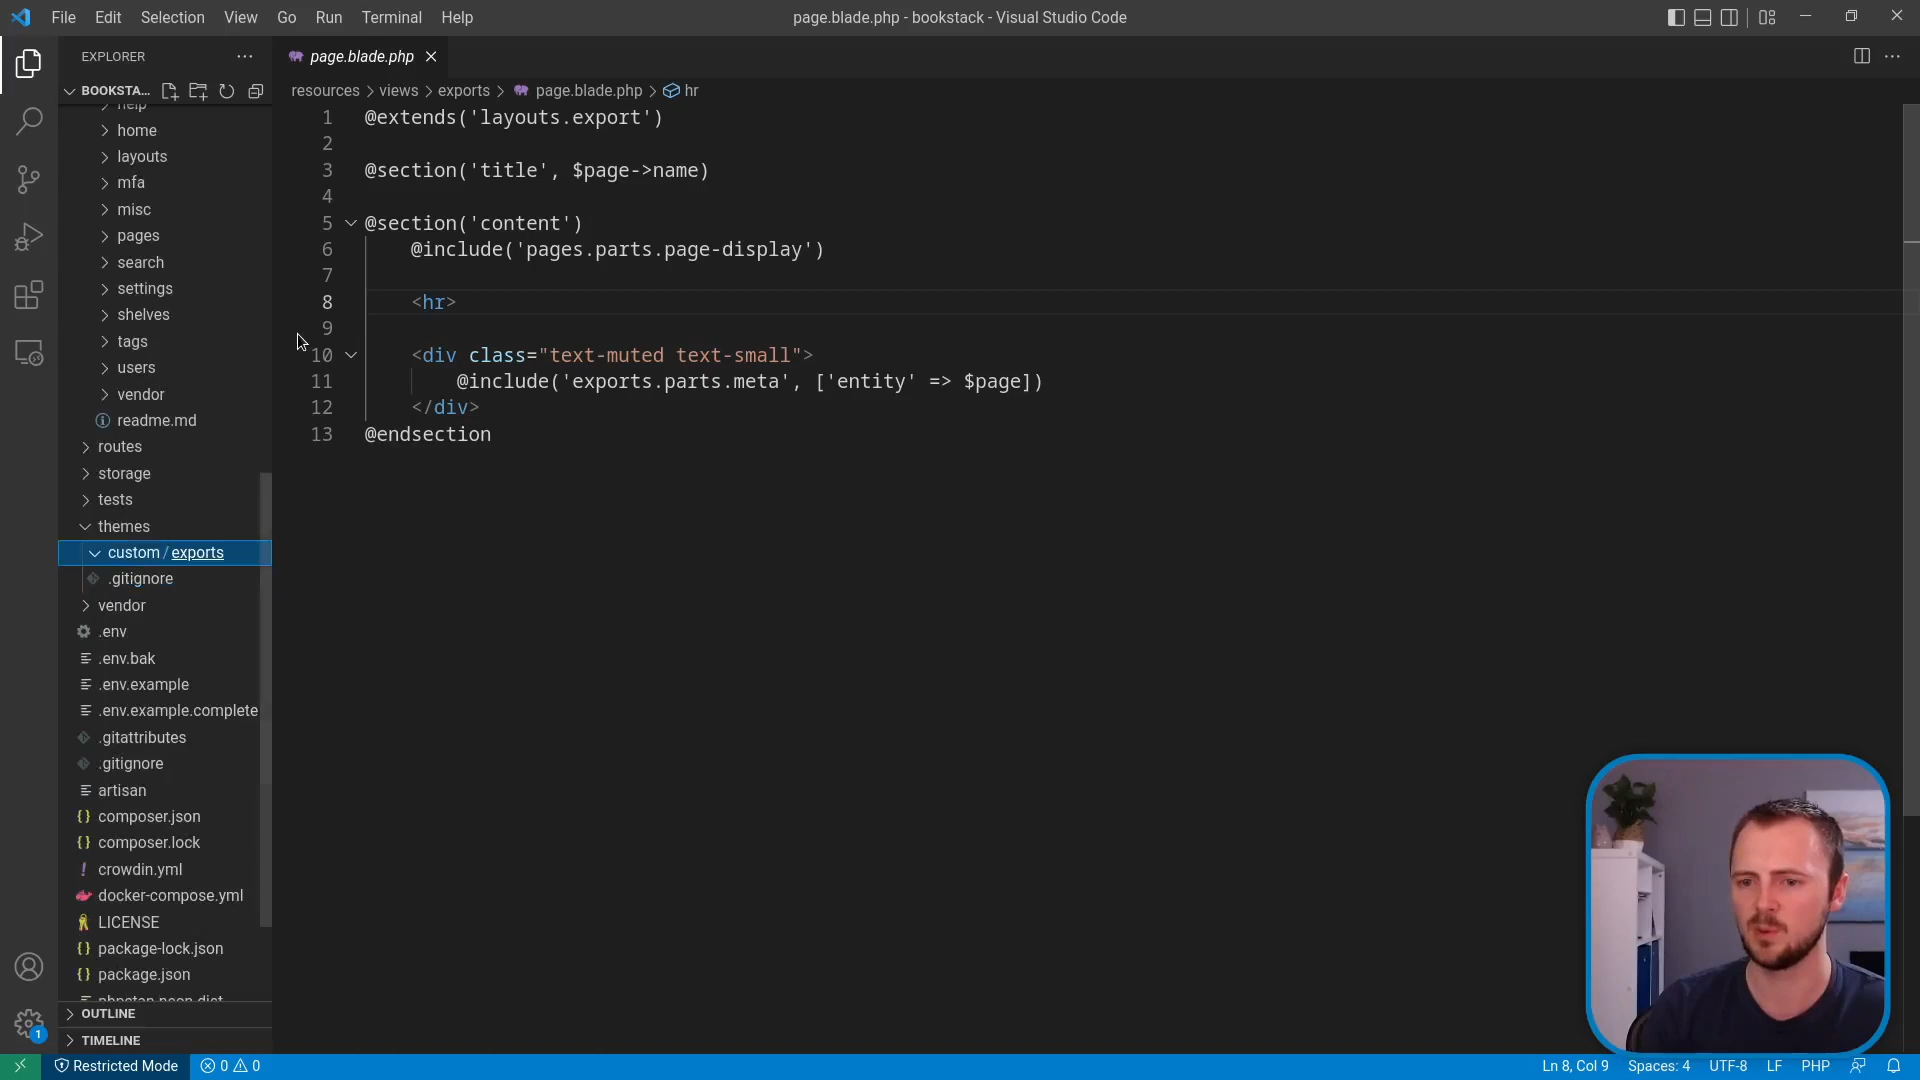 File Edit Selection View Go Run Terminal Help
page.blade.php - bookstack - Visual Studio Code
EXPLORER
page.blade.php
BOOKSTA...
resources > views > exports > page.blade.php > hr
help
home
layouts
mfa
misc
pages
search
settings
shelves
tags
users
vendor
readme.md
routes
storage
tests
themes
custom / exports
.gitignore
vendor
.env
.env.bak
.env.example
.env.example.complete
.gitattributes
.gitignore
artisan
composer.json
composer.lock
crowdin.yml
docker-compose.yml
LICENSE
package-lock.json
package.json
phpstan.neon.dist
OUTLINE
TIMELINE
1 @extends('layouts.export')
2
3 @section('title', $page->name)
4
5 @section('content')
6 @include('pages.parts.page-display')
7
8 <hr>
9
10 <div class="text-muted text-small">
11 @include('exports.parts.meta', ['entity' => $page])
12 </div>
13 @endsection
1
Restricted Mode 0 0
Ln 8, Col 9 Spaces: 4 UTF-8 LF PHP